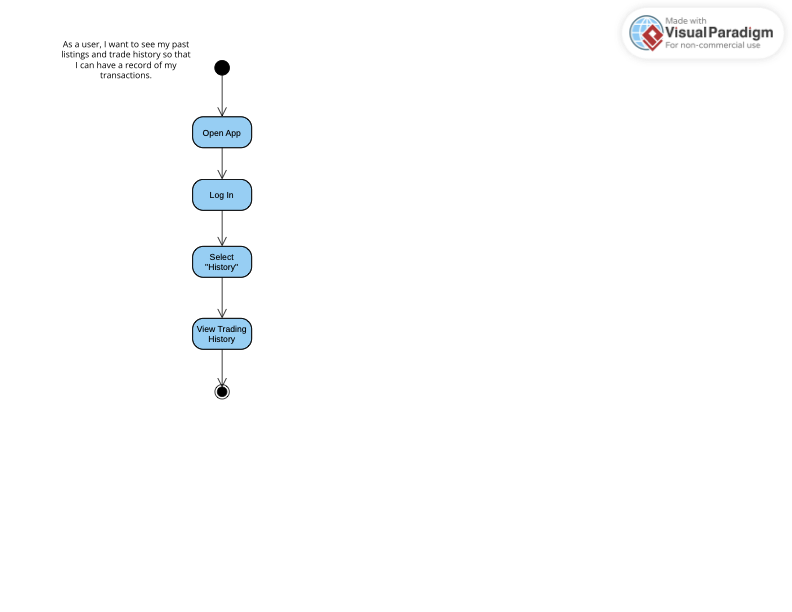 As a user, I want to see my past
listings and trade history so that
I can have a record of my
transactions.
Made with
Visual Paradigm
For non-commercial use
Open App
Log In
Select
"History"
View Trading
History